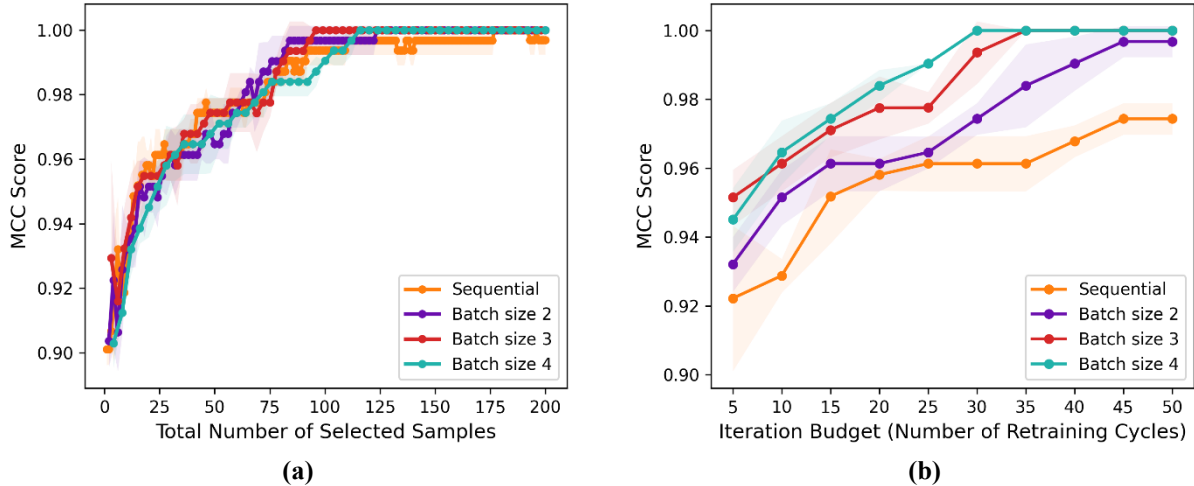 1.00
0.98
0.96
0.94
0.92
0.90
MCC Score
0 25 50 75 100 125 150 175 200
Total Number of Selected Samples
Sequential
Batch size 2
Batch size 3
Batch size 4
(a)
1.00
0.98
0.96
0.94
0.92
0.90
MCC Score
5 10 15 20 25 30 35 40 45 50
Iteration Budget (Number of Retraining Cycles)
Sequential
Batch size 2
Batch size 3
Batch size 4
(b)